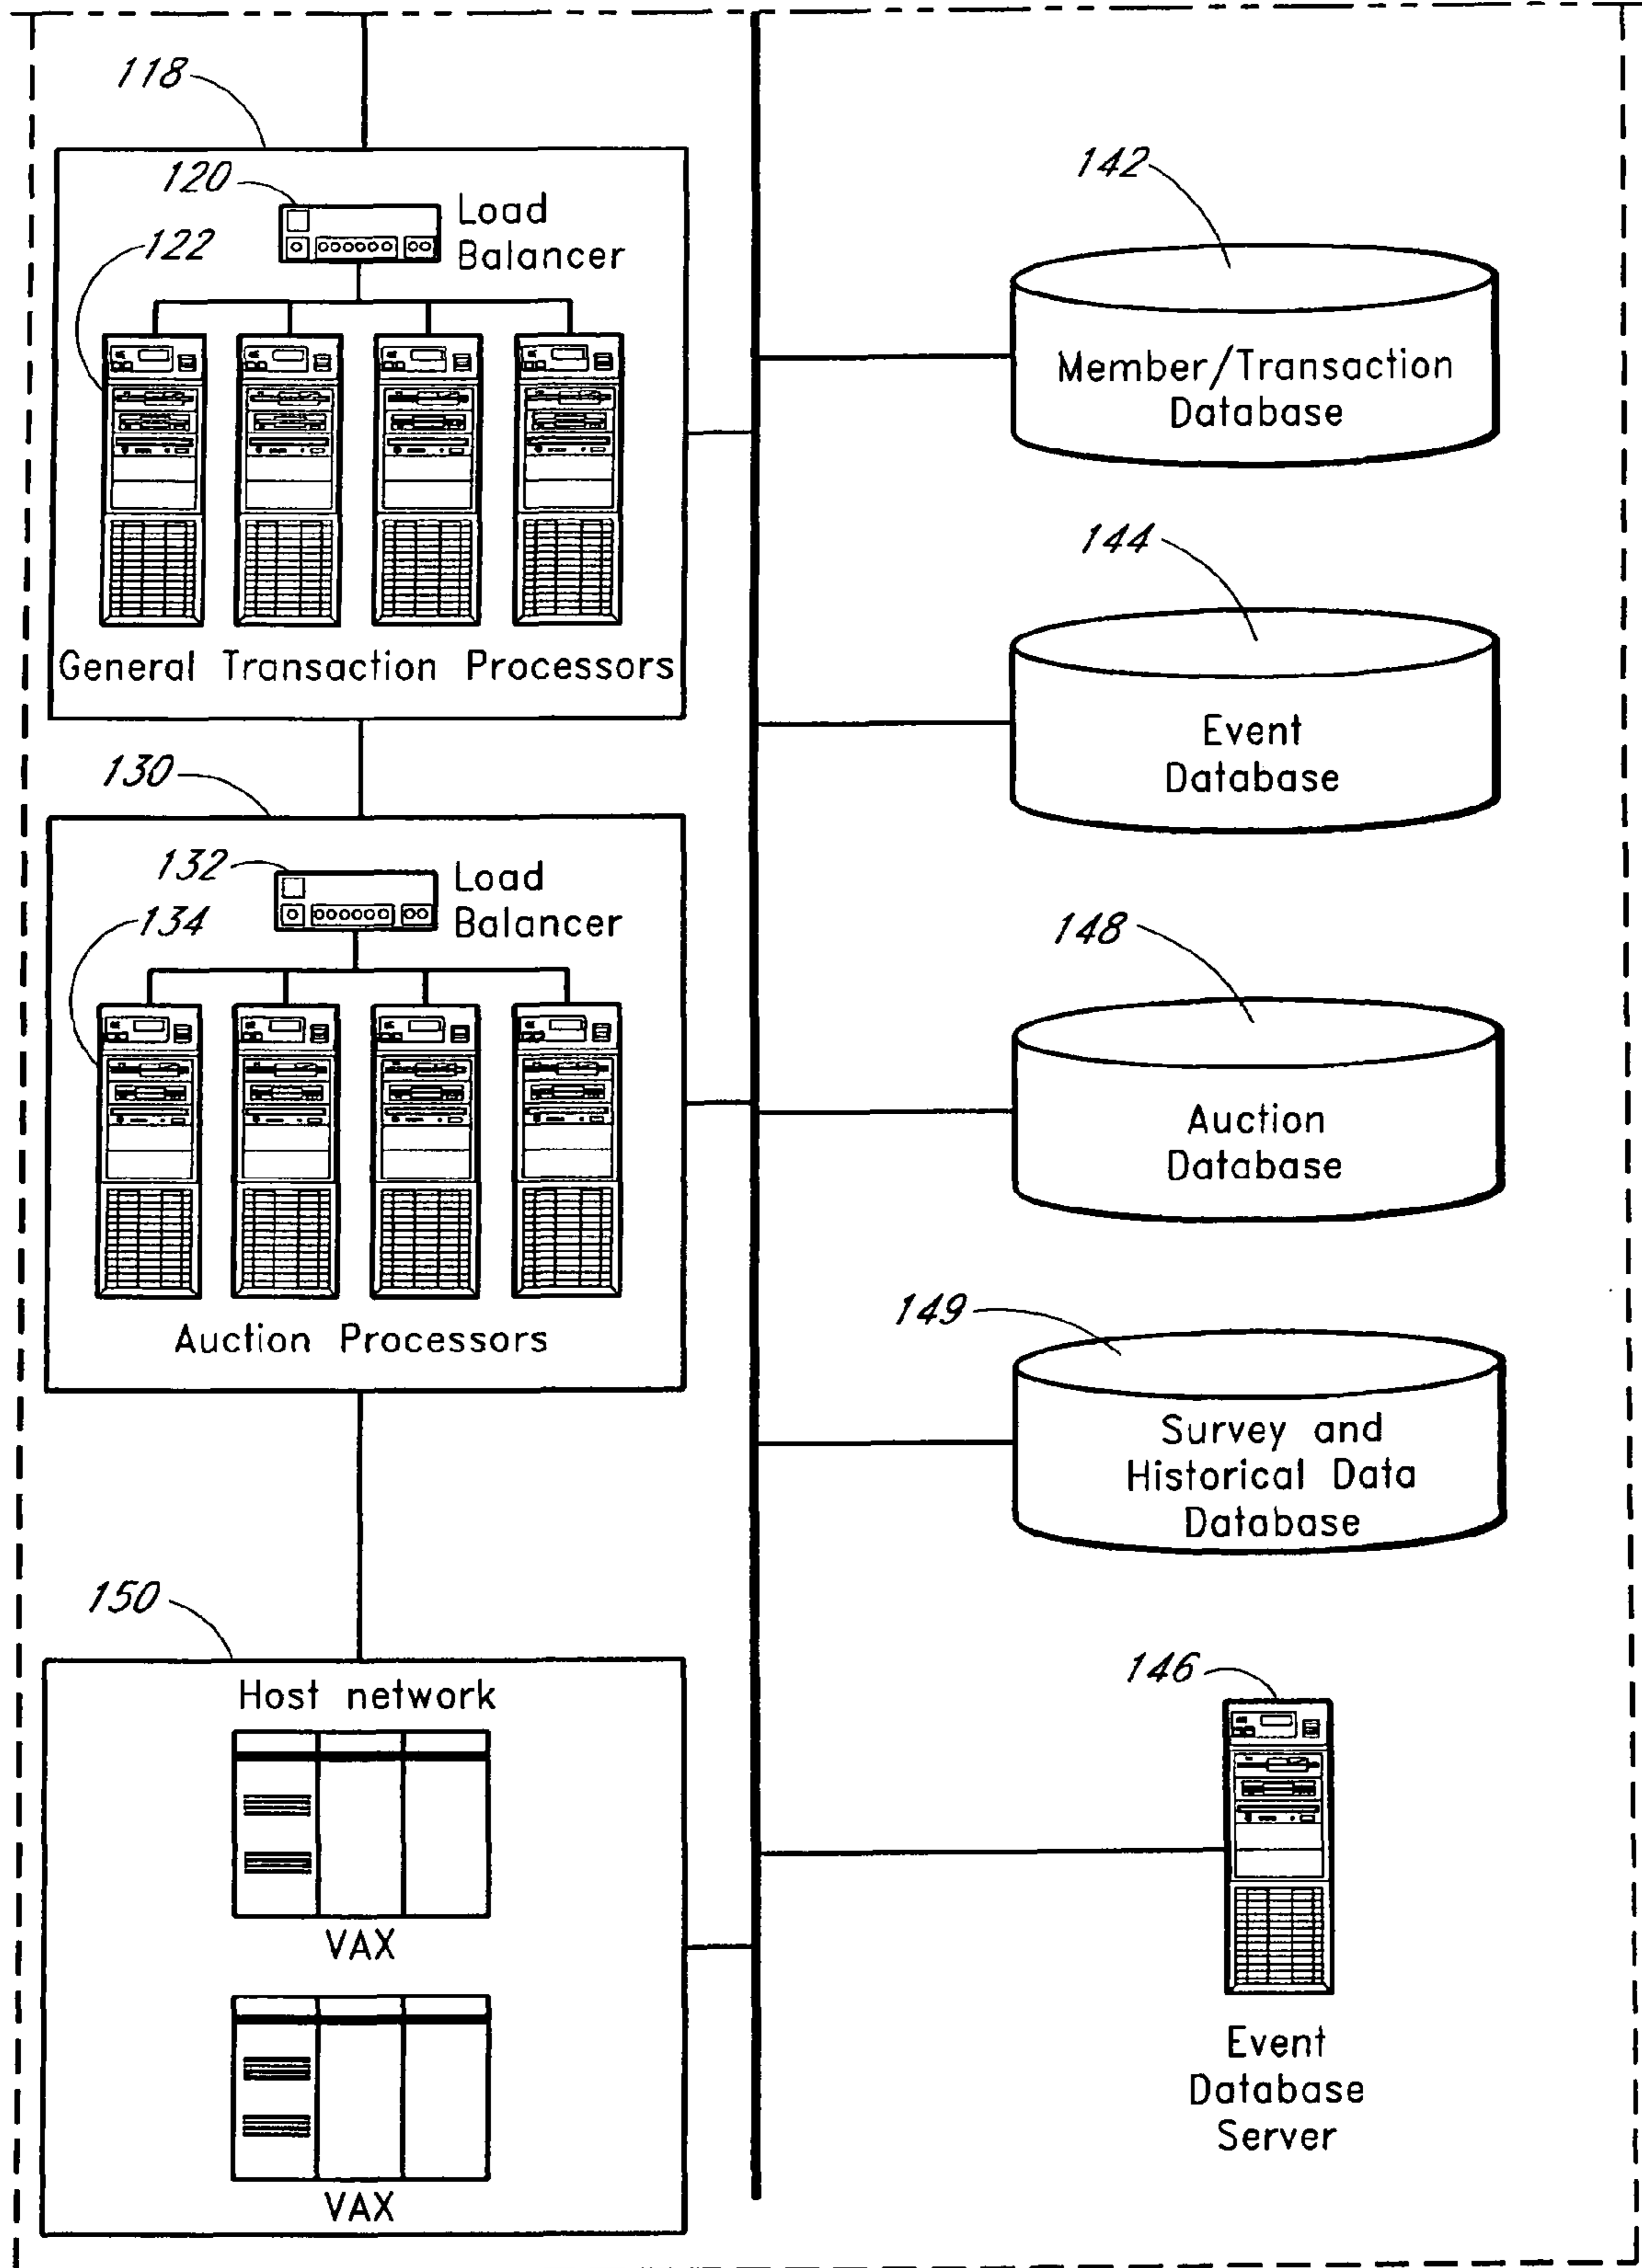 118
120
Load
Balancer
122
General Transaction Processors
130
132
Load
Balancer
134
Auction Processors
150
Host network
VAX
VAX
142
Member/Transaction
Database
144
Event
Database
148
Auction
Database
149
Survey and
Historical Data
Database
146
Event
Database
Server